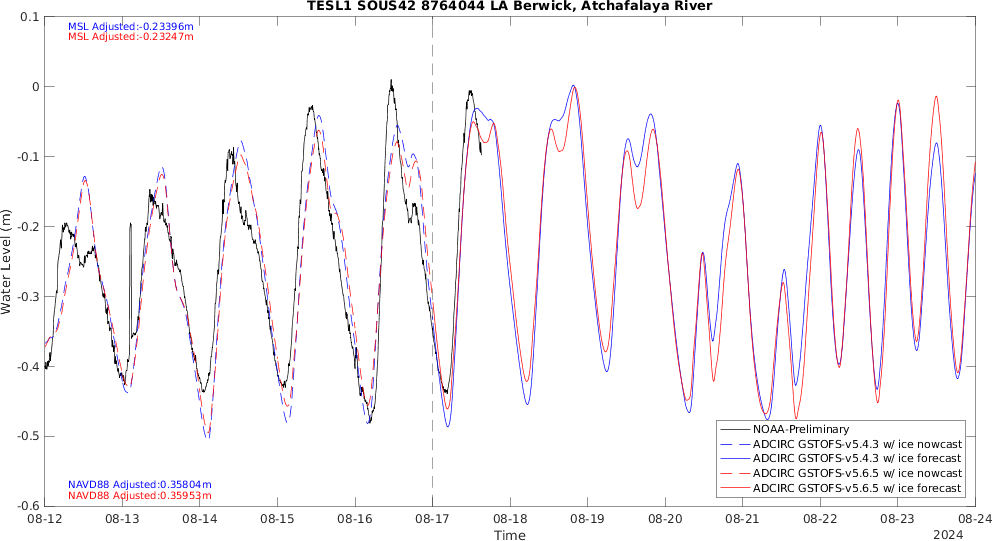 TESL1 SOUS42 8764044 LA Berwick, Atchafalaya River
MSL Adjusted:-0.23396m
MSL Adjusted:-0.23247m
0.1
0
-0.1
-0.2
-0.3
-0.4
-0.5
-0.6
Water Level (m)
NAVD88 Adjusted:0.35804m
NAVD88 Adjusted:0.35953m
NOAA-Preliminary
ADCIRC GSTOFS-v5.4.3 w/ ice nowcast
ADCIRC GSTOFS-v5.4.3 w/ ice forecast
ADCIRC GSTOFS-v5.6.5 w/ ice nowcast
ADCIRC GSTOFS-v5.6.5 w/ ice forecast
08-12 08-13 08-14 08-15 08-16 08-17 08-18 08-19 08-20 08-21 08-22 08-23 08-24
Time
2024